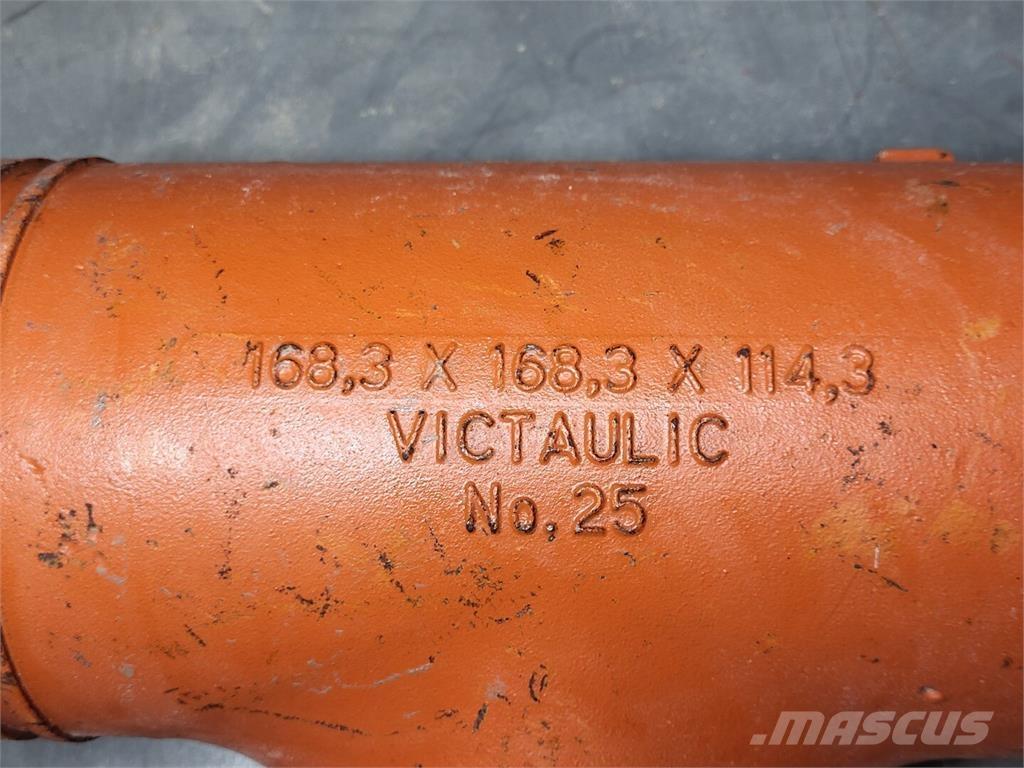 168,3 X 168,3 X 114,3
VICTAULIC
No. 25
MASCUS